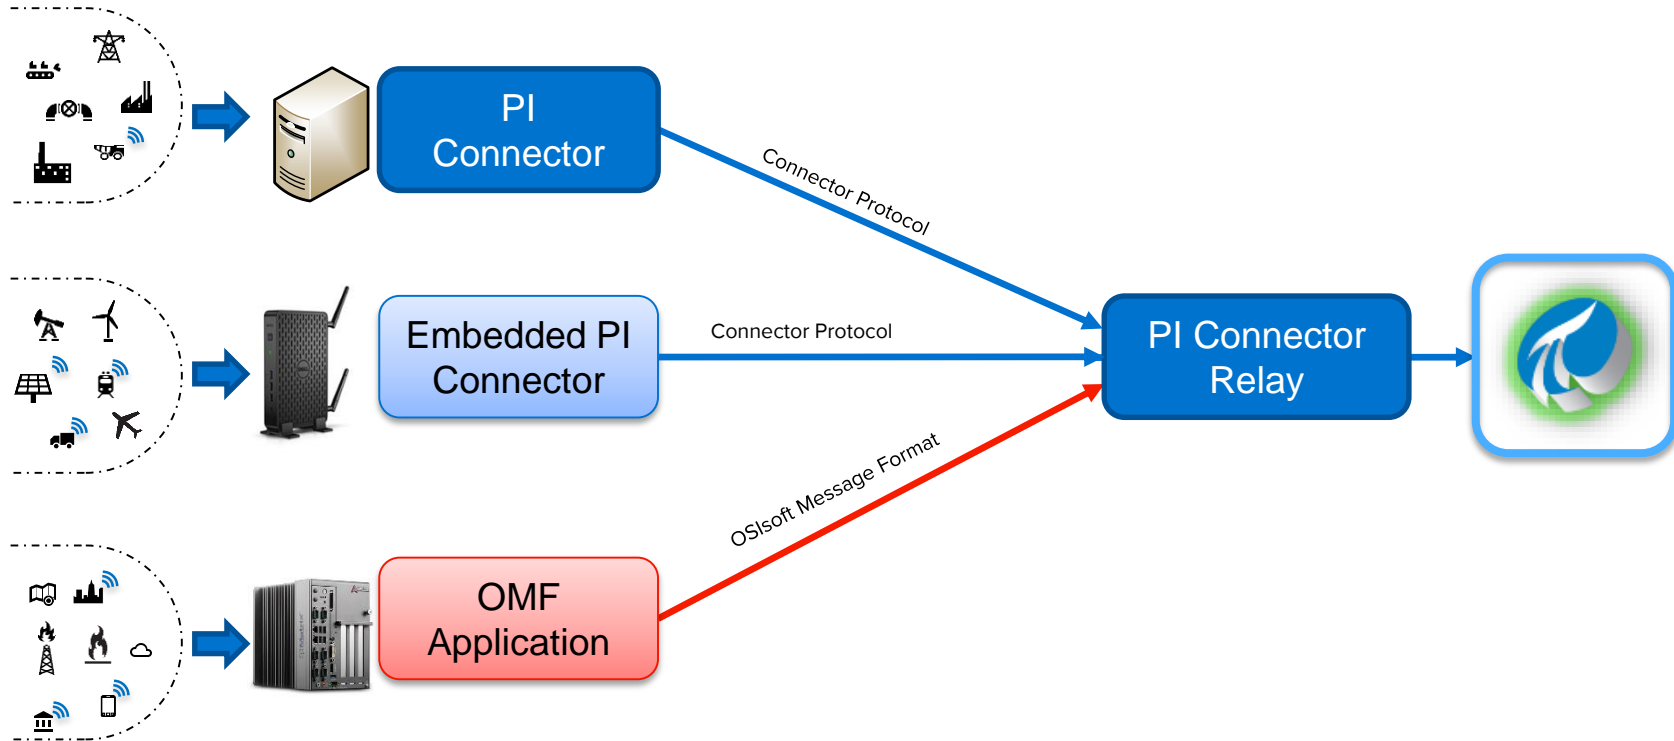 PI
Connector
Connector Protocol
Embedded PI
Connector
Connector Protocol
PI Connector
Relay
OSIsoft Message Format
OMF
Application